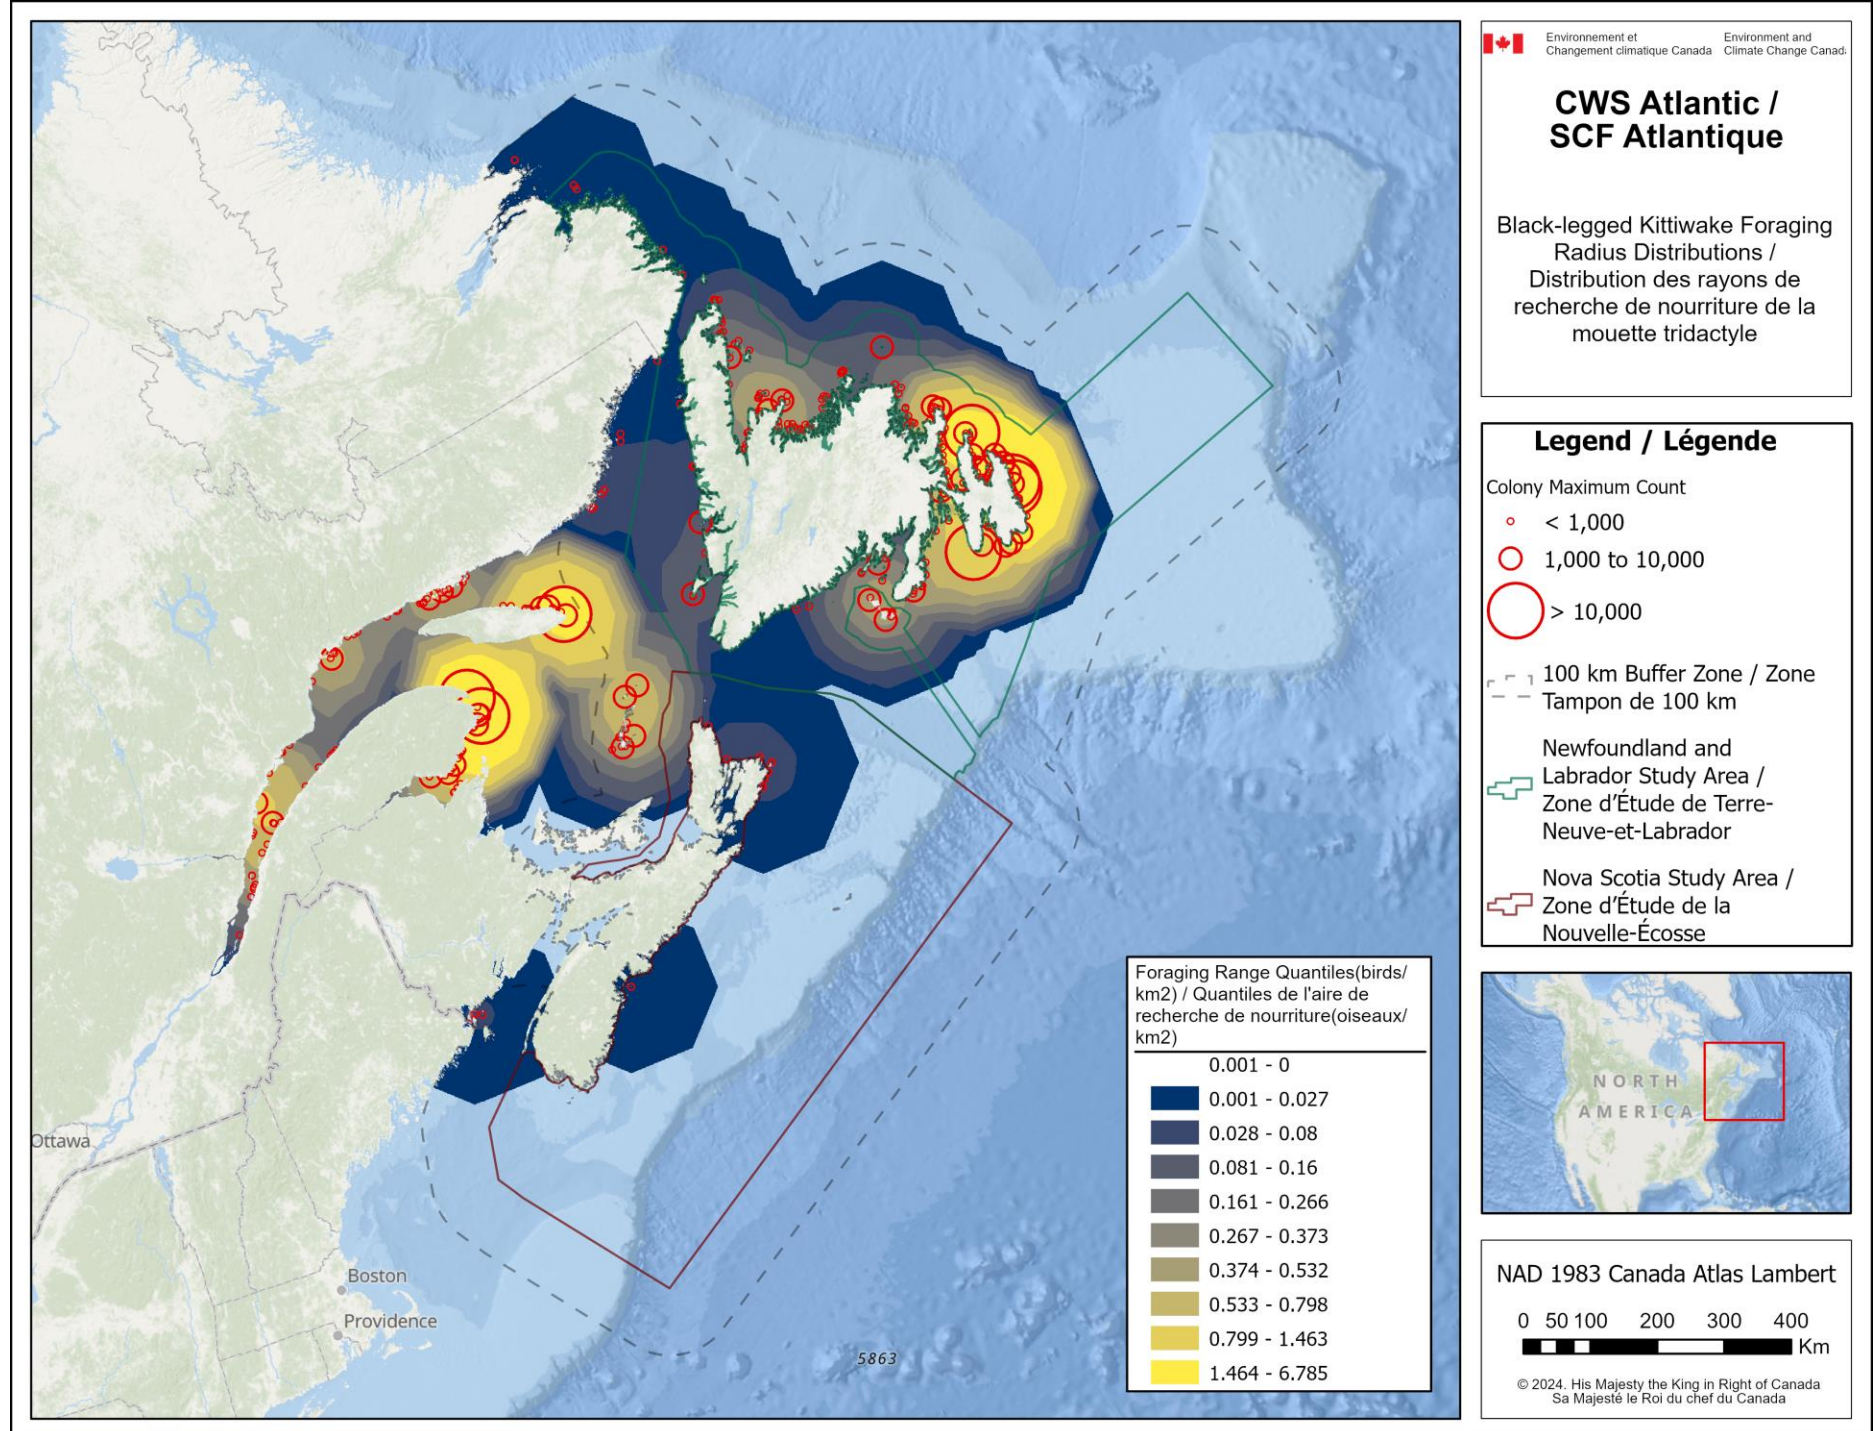 Environnement et
Changement climatique Canada
Environment and
Climate Change Canad
CWS Atlantic /
SCF Atlantique
Black-legged Kittiwake Foraging
Radius Distributions /
Distribution des rayons de
recherche de nourriture de la
mouette tridactyle
Legend / Légende
Colony Maximum Count
< 1,000
1,000 to 10,000
> 10,000
100 km Buffer Zone / Zone
Tampon de 100 km
Newfoundland and
Labrador Study Area /
Zone d'Étude de Terre-
Neuve-et-Labrador
Nova Scotia Study Area /
Zone d'Étude de la
Nouvelle-Écosse
Foraging Range Quantiles(birds/
km2) / Quantiles de l'aire de
recherche de nourriture(oiseaux/
km2)
0.001 - 0
0.001 - 0.027
0.028 - 0.08
0.081 - 0.16
0.161 - 0.266
0.267 - 0.373
0.374 - 0.532
0.533 - 0.798
0.799 - 1.463
1.464 - 6.785
Ottawa
Boston
Providence
5863
NORTH
AMERICA
NAD 1983 Canada Atlas Lambert
0 50 100 200 300 400
Km
© 2024. His Majesty the King in Right of Canada
Sa Majesté le Roi du chef du Canada